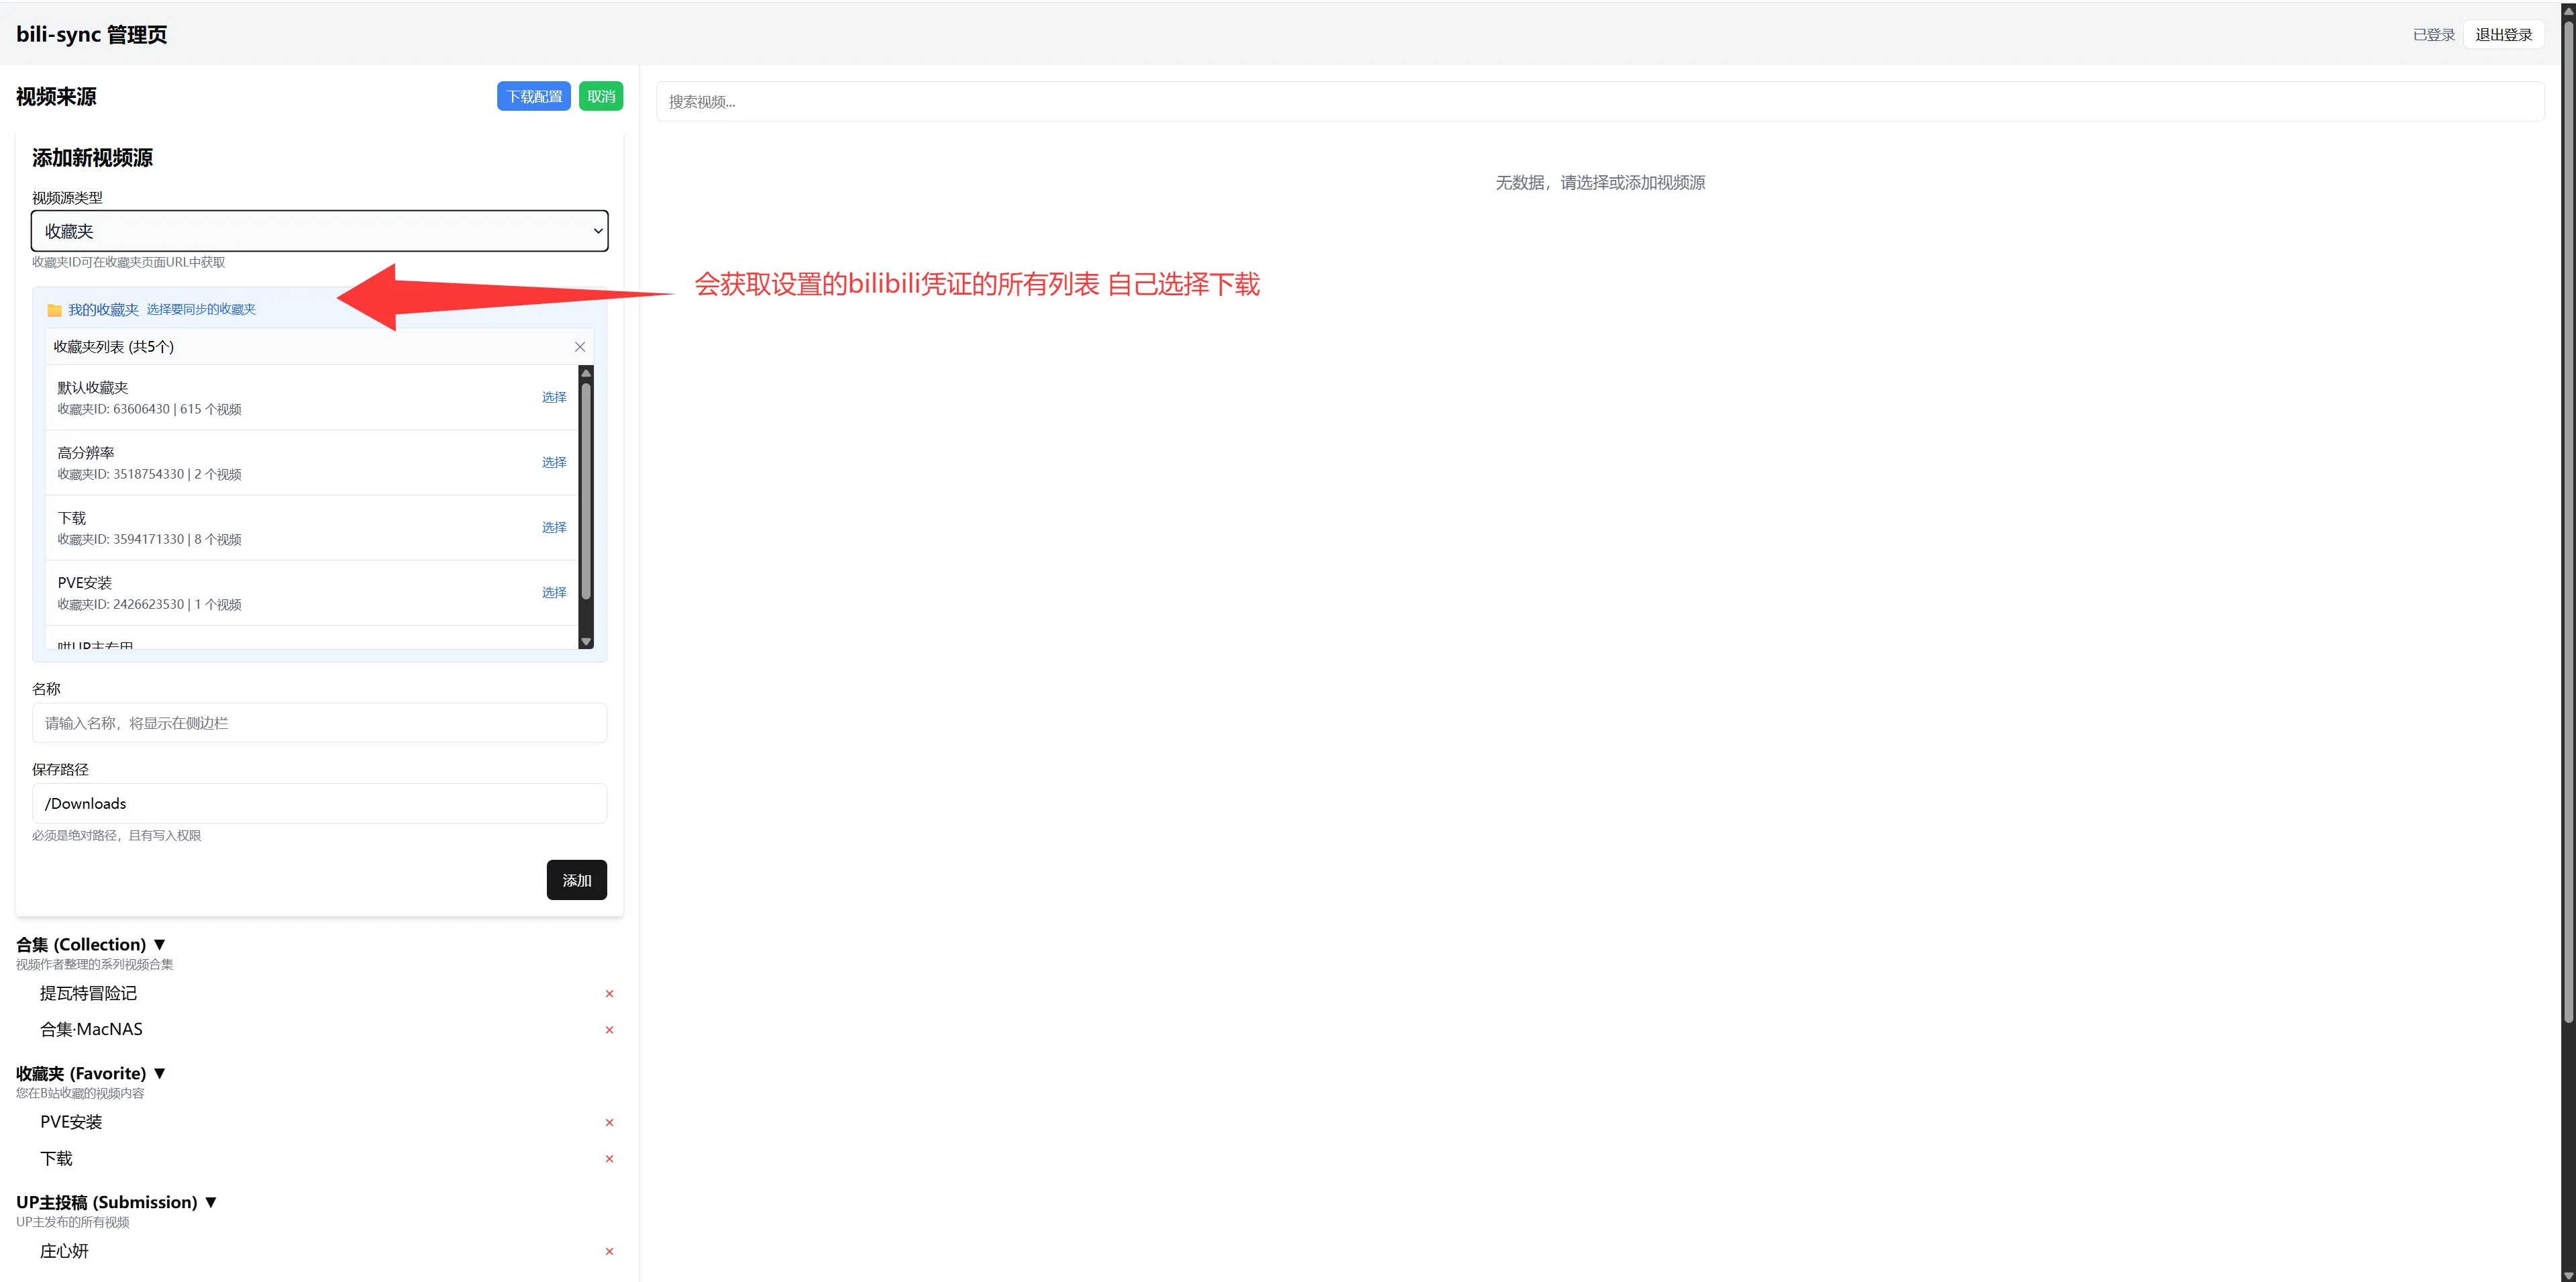 bili-sync 管理页
已登录 退出登录
视频来源 下载配置 取消
搜索视频...
添加新视频源
视频源类型
收藏夹
收藏夹ID可在收藏夹页面URL中获取
无数据，请选择或添加视频源
会获取设置的bilibili凭证的所有列表 自己选择下载
我的收藏夹 选择要同步的收藏夹
收藏夹列表 (共5个)
默认收藏夹
收藏夹ID: 63606430 | 615 个视频
选择
高分辨率
收藏夹ID: 3518754330 | 2 个视频
选择
下载
收藏夹ID: 3594171330 | 8 个视频
选择
PVE安装
收藏夹ID: 2426623530 | 1 个视频
选择
名称
请输入名称，将显示在侧边栏
保存路径
/Downloads
必须是绝对路径，且有写入权限
添加
合集 (Collection) ▼
视频作者整理的系列视频合集
提瓦特冒险记 ×
合集·MacNAS ×
收藏夹 (Favorite) ▼
您在B站收藏的视频内容
PVE安装 ×
下载 ×
UP主投稿 (Submission) ▼
UP主发布的所有视频
庄心妍 ×